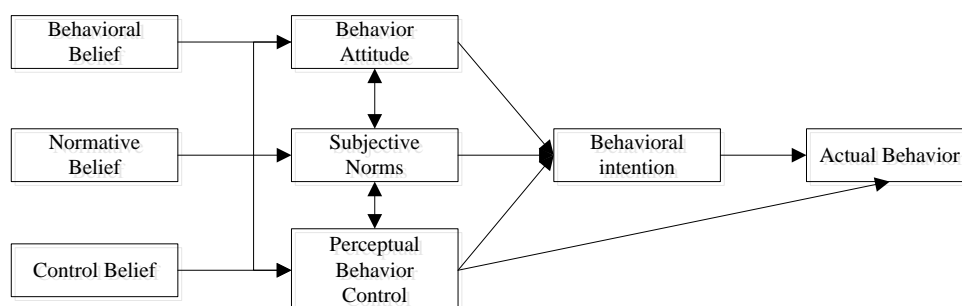 Behavioral
Belief
Behavior
Attitude
Normative
Belief
Subjective
Norms
Behavioral
intention
Actual Behavior
Control Belief
Perceptual
Behavior
Control